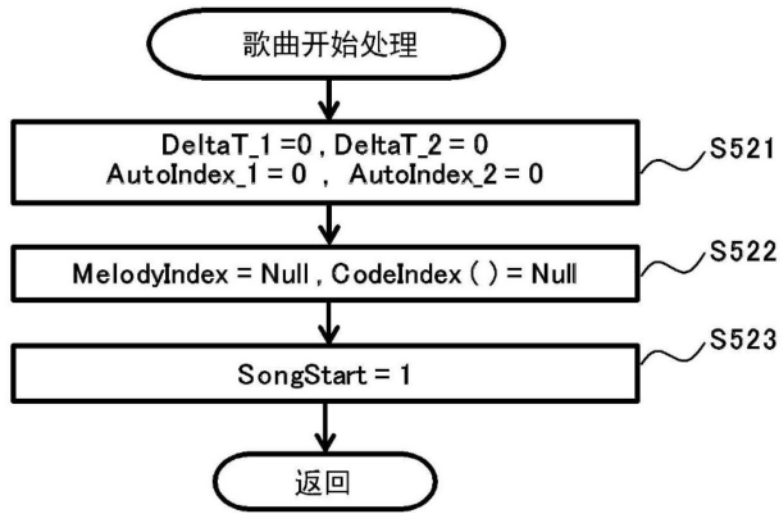 歌曲开始处理
DeltaT_1 =0 , DeltaT_2 = 0
AutoIndex_1 = 0 , AutoIndex_2 = 0
S521
MelodyIndex = Null , CodeIndex ( ) = Null
S522
SongStart = 1
S523
返回